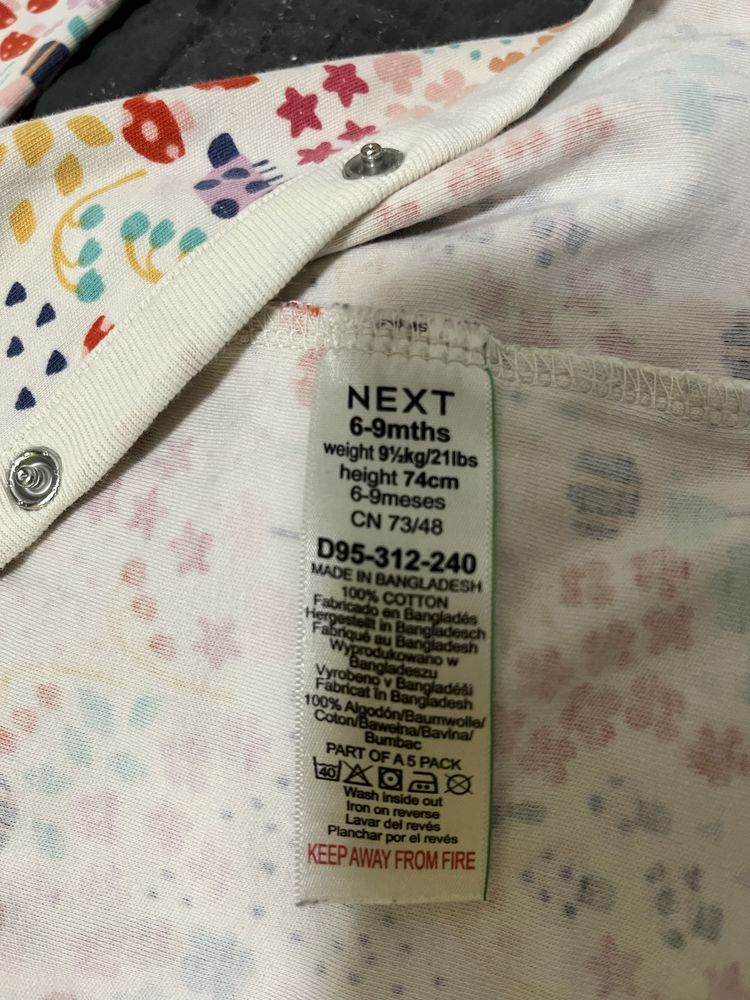 NEXT
6-9mths
weight 9½kg/21lbs
height 74cm
6-9meses
CN 73/48
D95-312-240
MADE IN BANGLADESH
100% COTTON
Fabricado en Bangladés
Hergestellt in Bangladesch
Fabriqué au Bangladesh
Wyprodukowano w
Bangladeszu
Vyrobeno v Bangladéši
Fabricat în Bangladesh
100% Algodón/Baumwolle/
Coton/Bawełna/Bavlna/
Bumbac
PART OF A 5 PACK
40
Wash inside out
Iron on reverse
Lavar del revés
Planchar por el revés
KEEP AWAY FROM FIRE